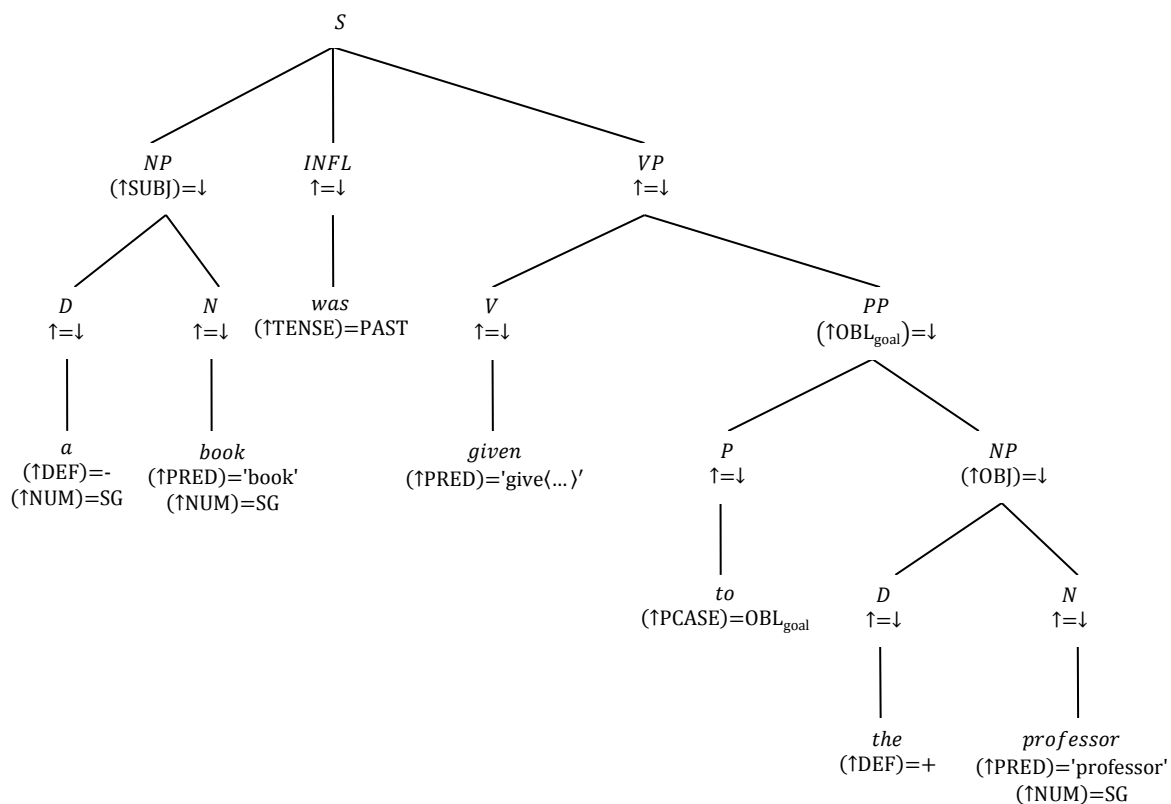 S
NP INFL VP
(↑SUBJ)=↓ ↑=↓ ↑=↓
D N was V PP
↑=↓ ↑=↓ (↑TENSE)=PAST ↑=↓ (↑OBL_goal)=↓
a book given P NP
(↑DEF)=- (↑PRED)='book' (↑PRED)='give⟨…⟩′ ↑=↓ (↑OBJ)=↓
(↑NUM)=SG (↑NUM)=SG
to D N
(↑PCASE)=OBL_goal ↑=↓ ↑=↓
the professor
(↑DEF)=+ (↑PRED)='professor'
(↑NUM)=SG